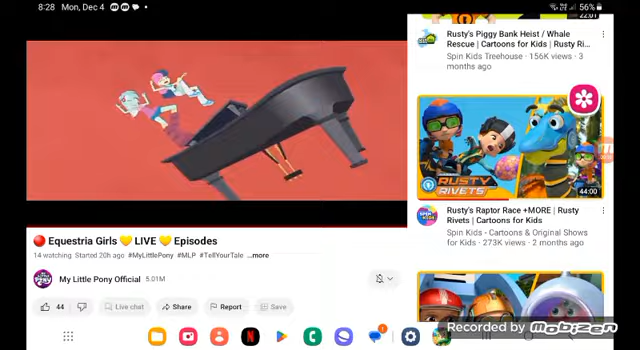 8:28 Mon, Dec 4
56%
22:01
Rusty's Piggy Bank Heist / Whale
Rescue | Cartoons for Kids | Rusty Ri...
Spin Kids Treehouse · 156K views · 3
months ago
RUSTY
RIVETS
44:00
Rusty's Raptor Race +MORE | Rusty
Rivets | Cartoons for Kids
Spin Kids - Cartoons & Original Shows
for Kids · 273K views · 2 months ago
Equestria Girls LIVE Episodes
14 watching Started 20h ago #MyLittlePony #MLP #TellYourTale ...more
My Little Pony Official 5.01M
44
Live chat
Share
Report
Save
Recorded by Mobizen